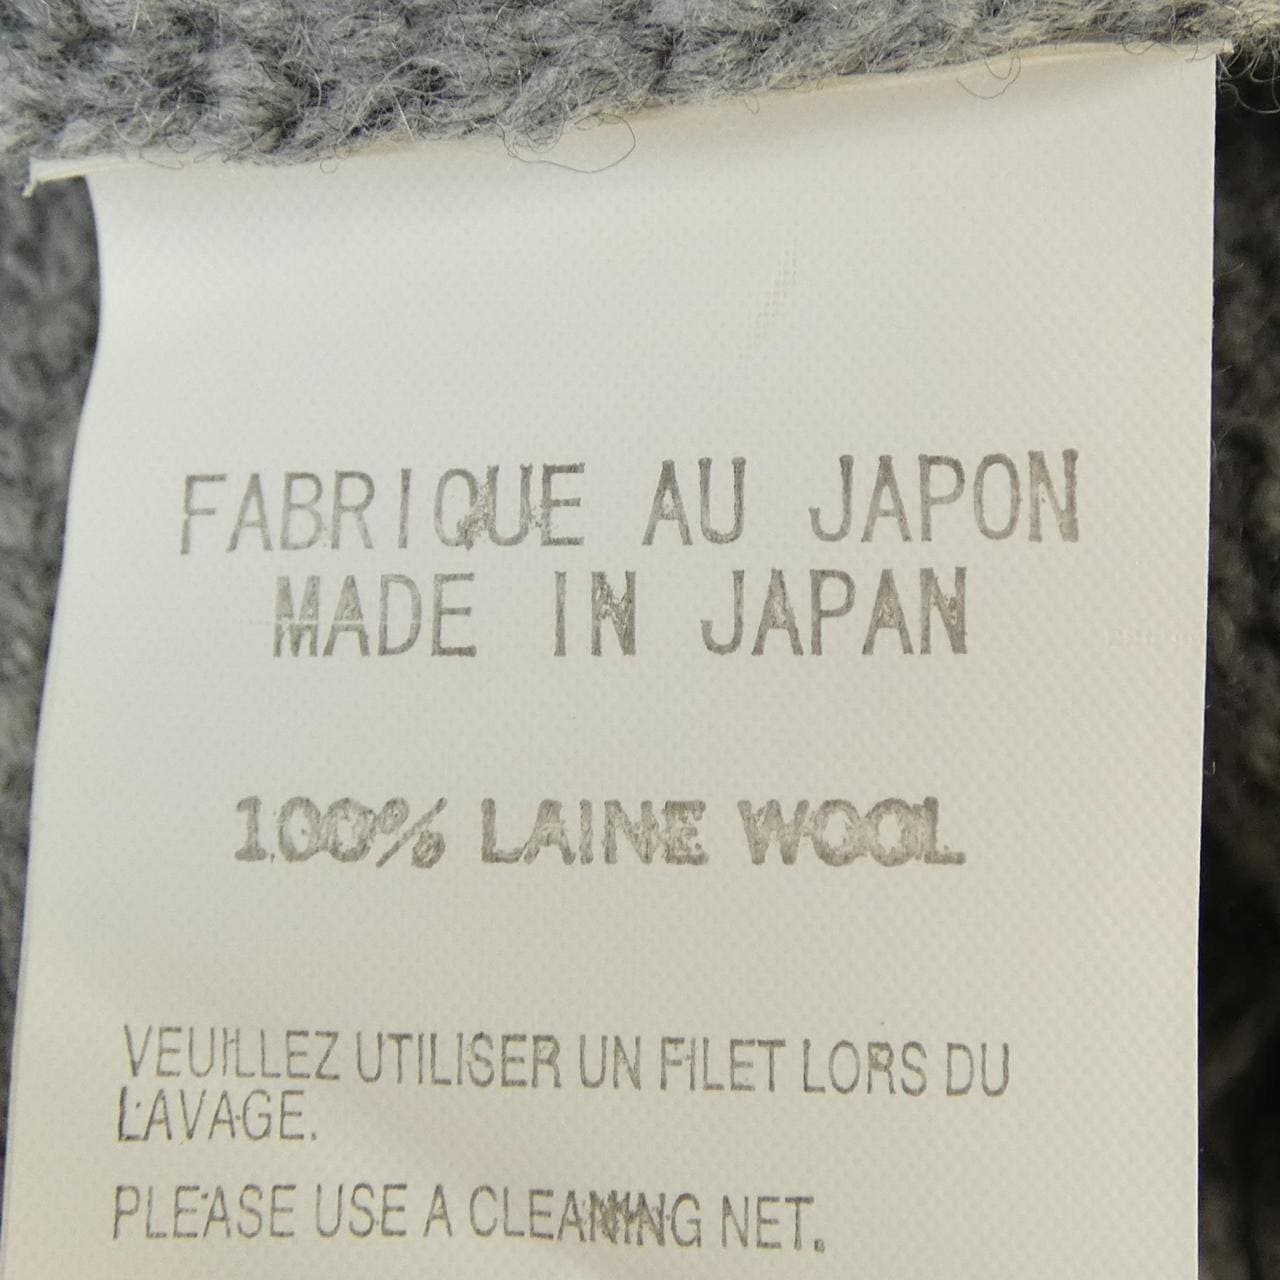 FABRIQUE AU JAPON
MADE IN JAPAN
100% LAINE WOOL
VEUILLEZ UTILISER UN FILET LORS DU
LAVAGE.
PLEASE USE A CLEANING NET.